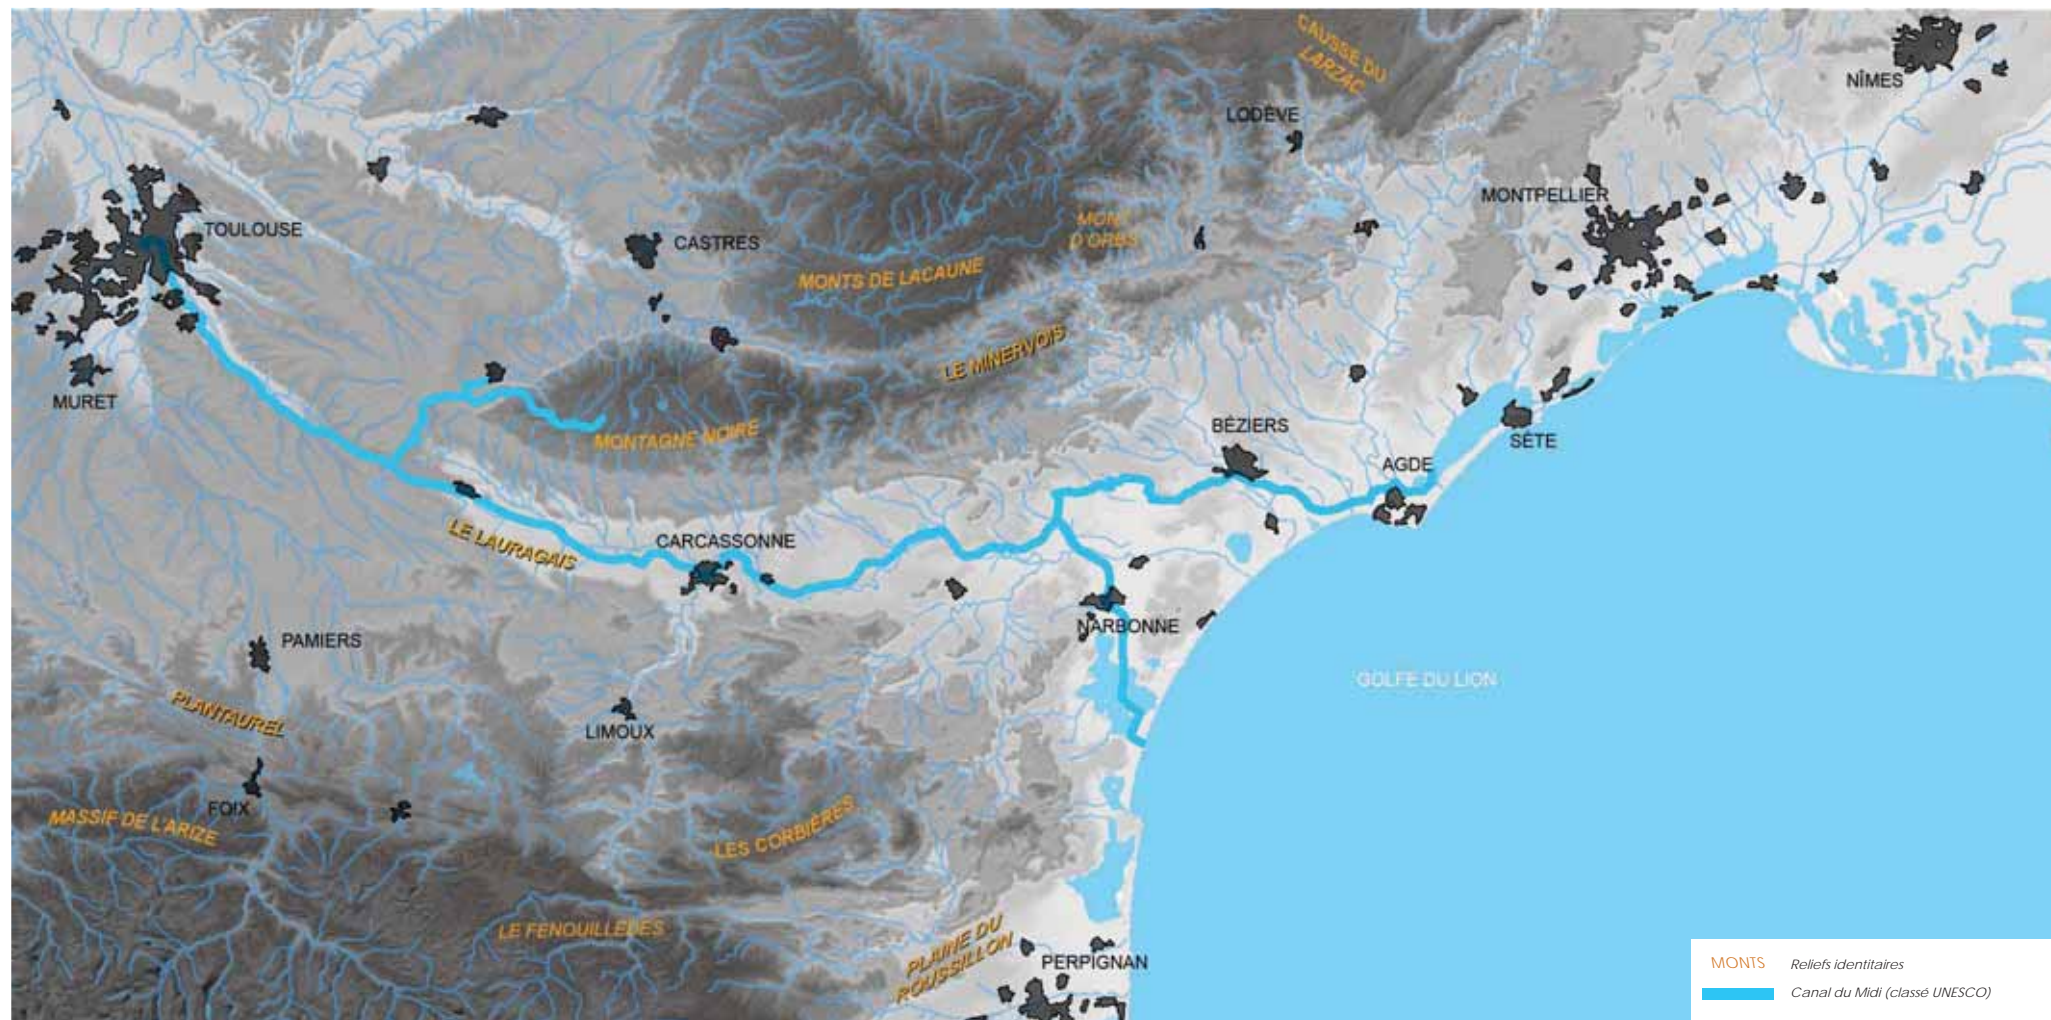 CAUSSE DU
LARZAC
NÎMES
LODÈVE
MONTPELLIER
TOULOUSE
CASTRES
MONT
D'ORBS
MONTS DE LACAUNE
LE MINERVOIS
MURET
MONTAGNE NOIRE
BÉZIERS
SÈTE
AGDE
LE LAURAGAIS
CARCASSONNE
NARBONNE
PAMIERS
GOLFE DU LION
PLANTAUREL
LIMOUX
FOIX
MASSIF DE L'ARIZE
LES CORBIÈRES
LE FENOUILLEDES
PLAINE DU
ROUSSILLON
PERPIGNAN
MONTS Reliefs identitaires
Canal du Midi (classé UNESCO)